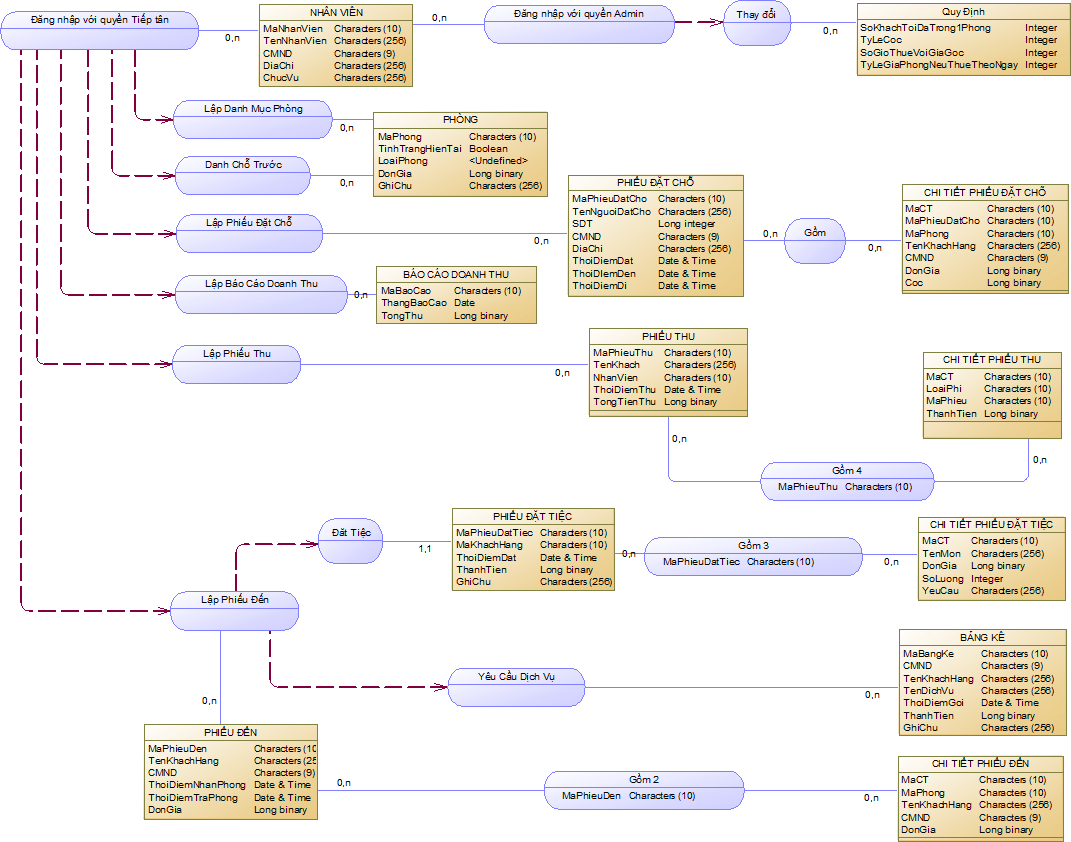 Đăng nhập với quyền Tiếp tân
0,n
NHÂN VIÊN
MaNhanVien Characters (10)
TenNhanVien Characters (256)
CMND Characters (9)
DiaChi Characters (256)
ChucVu Characters (256)
0,n
Đăng nhập với quyền Admin
Thay đổi
0,n
Quy Định
SoKhachToiDaTrong1Phong Integer
TyLeCoc Integer
SoGioThueVoiGiaGoc Integer
TyLeGiaPhongNeuThueTheoNgay Integer
Lập Danh Mục Phòng
0,n
PHÒNG
MaPhong Characters (10)
TinhTrangHienTai Boolean
LoaiPhong <Undefined>
DonGia Long binary
GhiChu Characters (256)
Danh Chỗ Trước
0,n
Lập Phiếu Đặt Chỗ
0,n
PHIẾU ĐẶT CHỖ
MaPhieuDatCho Characters (10)
TenNguoiDatCho Characters (256)
SDT Long integer
CMND Characters (9)
DiaChi Characters (256)
ThoiDiemDat Date & Time
ThoiDiemDen Date & Time
ThoiDiemDi Date & Time
0,n
Gồm
0,n
CHI TIẾT PHIẾU ĐẶT CHỖ
MaCT Characters (10)
MaPhieuDatCho Characters (10)
MaPhong Characters (10)
TenKhachHang Characters (256)
CMND Characters (9)
DonGia Long binary
Coc Long binary
Lập Báo Cáo Doanh Thu
0,n
BÁO CÁO DOANH THU
MaBaoCao Characters (10)
ThangBaoCao Date
TongThu Long binary
Lập Phiếu Thu
0,n
PHIẾU THU
MaPhieuThu Characters (10)
TenKhach Characters (256)
NhanVien Characters (10)
ThoiDiemThu Date & Time
TongTienThu Long binary
0,n
CHI TIẾT PHIẾU THU
MaCT Characters (10)
LoaiPhi Characters (10)
MaPhieu Characters (10)
ThanhTien Long binary
0,n
Gồm 4
MaPhieuThu Characters (10)
Đăt Tiệc
1,1
PHIẾU ĐẶT TIỆC
MaPhieuDatTiec Characters (10)
MaKhachHang Characters (10)
ThoiDiemDat Date & Time
ThanhTien Long binary
GhiChu Characters (256)
0,n
Gồm 3
MaPhieuDatTiec Characters (10)
0,n
CHI TIẾT PHIẾU ĐẶT TIỆC
MaCT Characters (10)
TenMon Characters (256)
DonGia Long binary
SoLuong Integer
YeuCau Characters (256)
Lập Phiếu Đến
0,n
Yêu Cầu Dịch Vụ
0,n
BẢNG KÊ
MaBangKe Characters (10)
CMND Characters (9)
TenKhachHang Characters (256)
TenDichVu Characters (256)
ThoiDiemGoi Date & Time
ThanhTien Long binary
GhiChu Characters (256)
PHIẾU ĐẾN
MaPhieuDen Characters (10
TenKhachHang Characters (25
CMND Characters (9)
ThoiDiemNhanPhong Date & Time
ThoiDiemTraPhong Date & Time
DonGia Long binary
0,n
Gồm 2
MaPhieuDen Characters (10)
0,n
CHI TIẾT PHIẾU ĐẾN
MaCT Characters (10)
MaPhong Characters (10)
TenKhachHang Characters (256)
CMND Characters (9)
DonGia Long binary